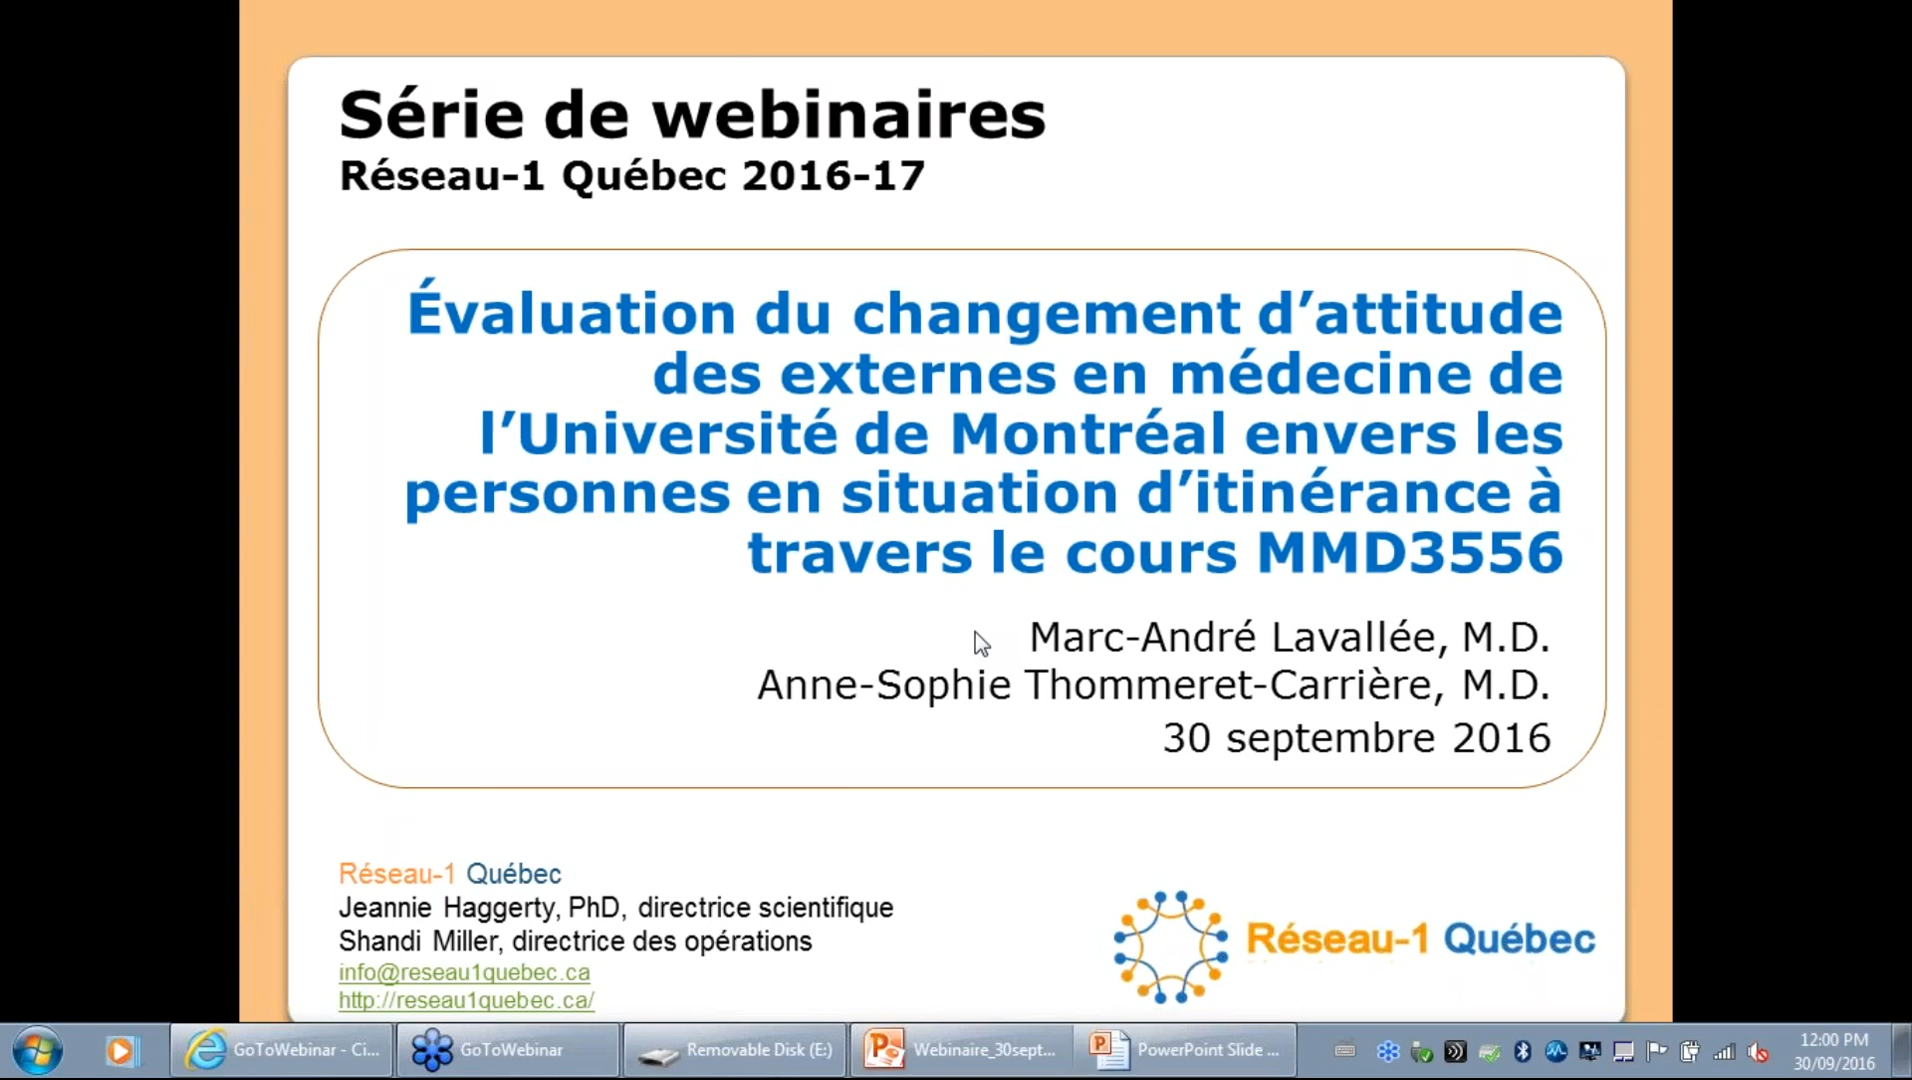 Série de webinaires
Réseau-1 Québec 2016-17
Évaluation du changement d’attitude
des externes en médecine de
l’Université de Montréal envers les
personnes en situation d’itinérance à
travers le cours MMD3556
Marc-André Lavallée, M.D.
Anne-Sophie Thommeret-Carrière, M.D.
30 septembre 2016
Réseau-1 Québec
Jeannie Haggerty, PhD, directrice scientifique
Shandi Miller, directrice des opérations
info@reseau1quebec.ca
http://reseau1quebec.ca/
Réseau-1 Québec
GoToWebinar - Ci...
GoToWebinar
Removable Disk (E:)
Webinaire_30sept...
PowerPoint Slide ...
12:00 PM
30/09/2016